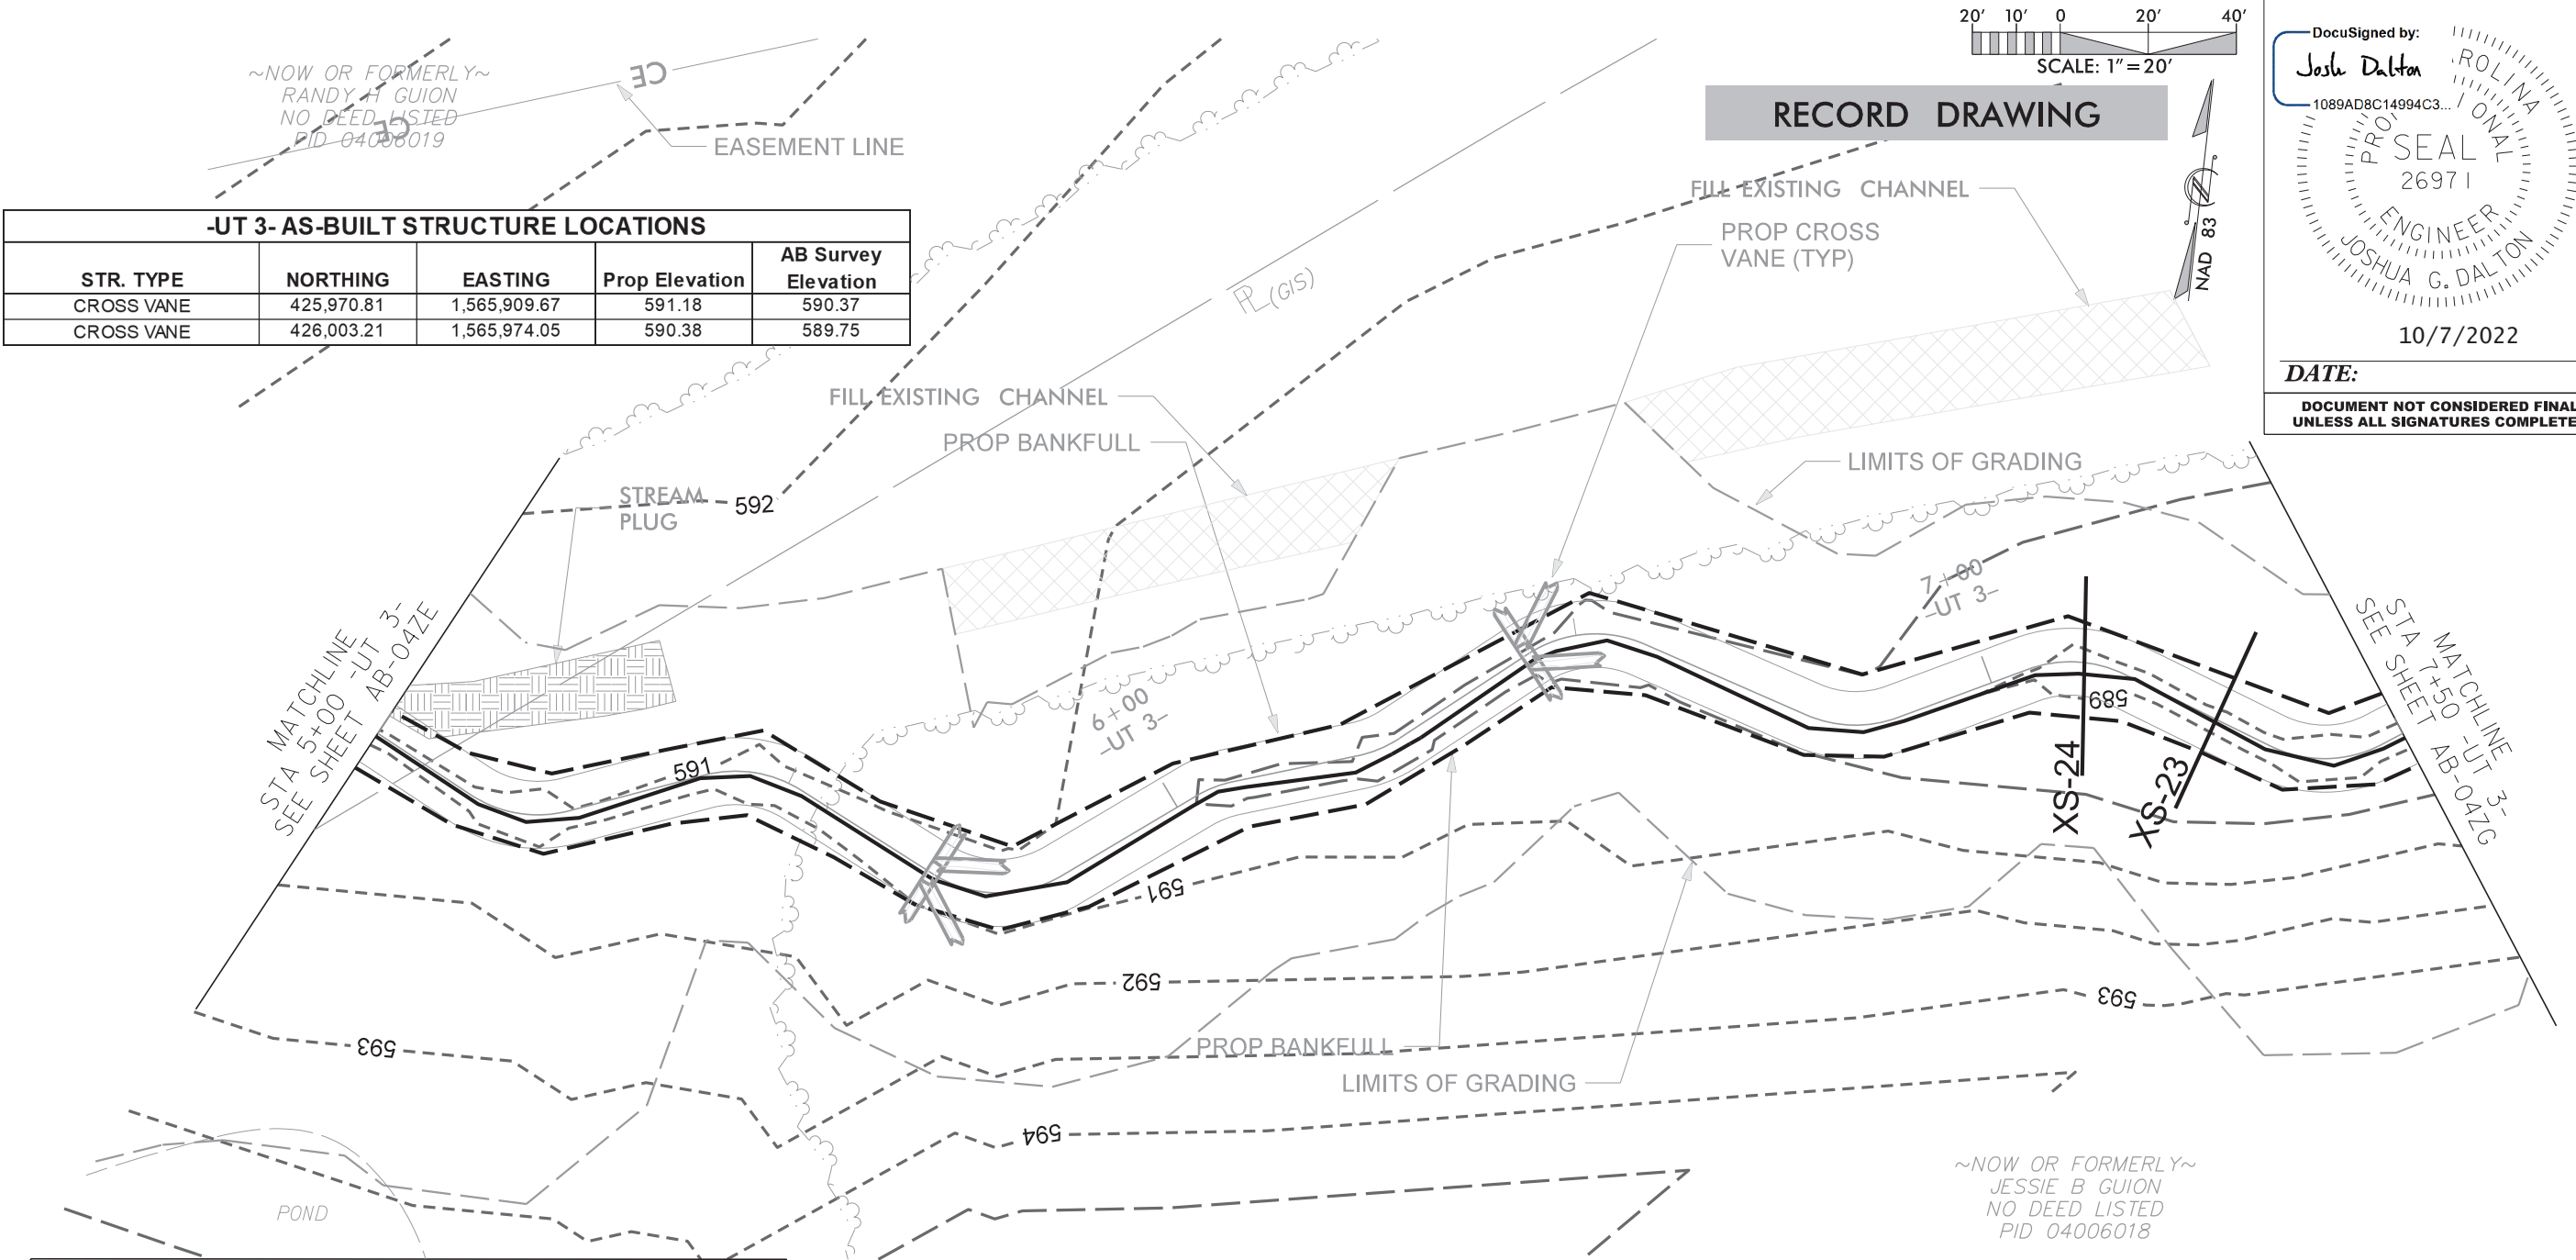 20' 10' 0 20' 40'
SCALE: 1"=20'
RECORD DRAWING
NAD 83
DocuSigned by:
Josh Dalton
1089AD8C14994C3...
ROLINA
PRO
IONAL
SEAL
26971
ENGINEER
JOSHUA G. DALTON
10/7/2022
DATE:
DOCUMENT NOT CONSIDERED FINAL
UNLESS ALL SIGNATURES COMPLETE
~NOW OR FORMERLY~
RANDY H GUION
NO DEED LISTED
PID 04006019
CE
CE
EASEMENT LINE
-UT 3- AS-BUILT STRUCTURE LOCATIONS
STR. TYPE NORTHING EASTING Prop Elevation AB Survey Elevation
CROSS VANE 425,970.81 1,565,909.67 591.18 590.37
CROSS VANE 426,003.21 1,565,974.05 590.38 589.75
PL (GIS)
FILL EXISTING CHANNEL
PROP CROSS
VANE (TYP)
FILL EXISTING CHANNEL
PROP BANKFULL
LIMITS OF GRADING
STREAM
PLUG
592
MATCHLINE
STA 5+00 -UT 3-
SEE SHEET AB-04ZE
591
6+00
-UT 3-
7+00
-UT 3-
589
XS-24
XS-23
MATCHLINE
STA 7+50 -UT 3-
SEE SHEET AB-04ZG
591
592
593
593
PROP BANKFULL
LIMITS OF GRADING
594
POND
~NOW OR FORMERLY~
JESSIE B GUION
NO DEED LISTED
PID 04006018